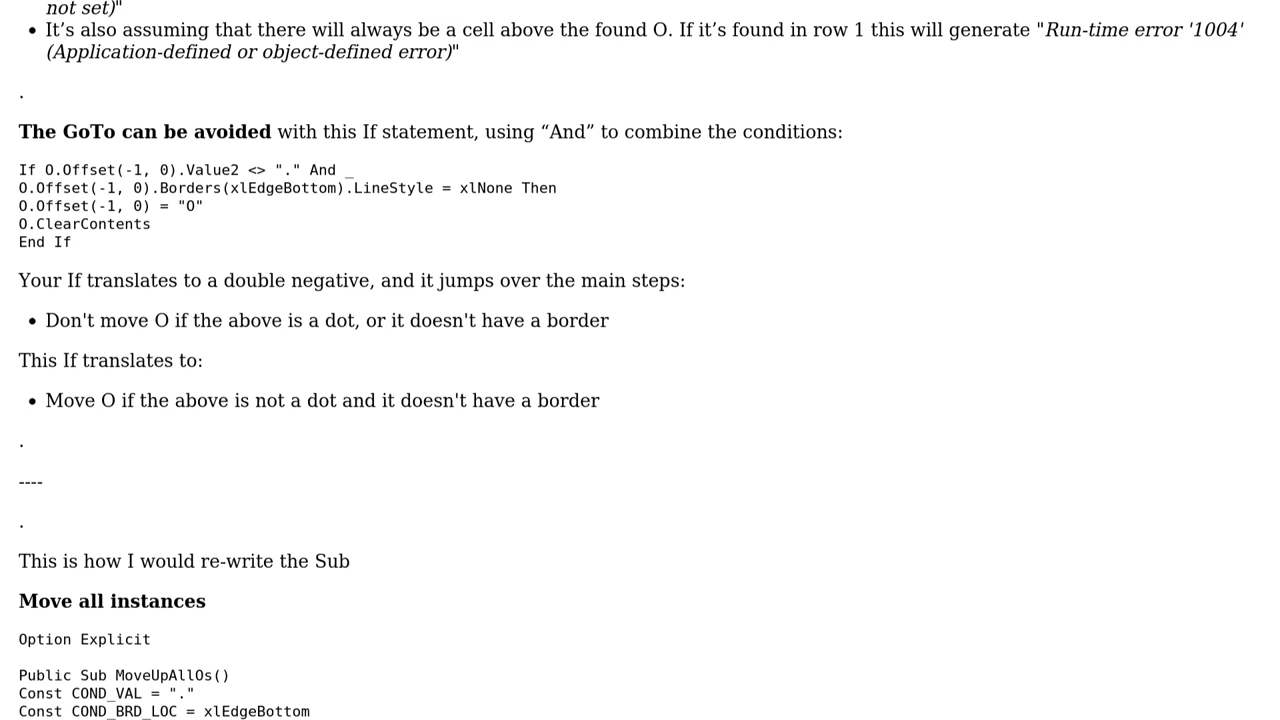 not set)"
• It’s also assuming that there will always be a cell above the found O. If it’s found in row 1 this will generate "Run-time error '1004'
(Application-defined or object-defined error)"
.
The GoTo can be avoided with this If statement, using “And” to combine the conditions:
If O.Offset(-1, 0).Value2 <> "." And _
O.Offset(-1, 0).Borders(xlEdgeBottom).LineStyle = xlNone Then
O.Offset(-1, 0) = "O"
O.ClearContents
End If
Your If translates to a double negative, and it jumps over the main steps:
• Don't move O if the above is a dot, or it doesn't have a border
This If translates to:
• Move O if the above is not a dot and it doesn't have a border
.
----
.
This is how I would re-write the Sub
Move all instances
Option Explicit
Public Sub MoveUpAllOs()
Const COND_VAL = "."
Const COND_BRD_LOC = xlEdgeBottom